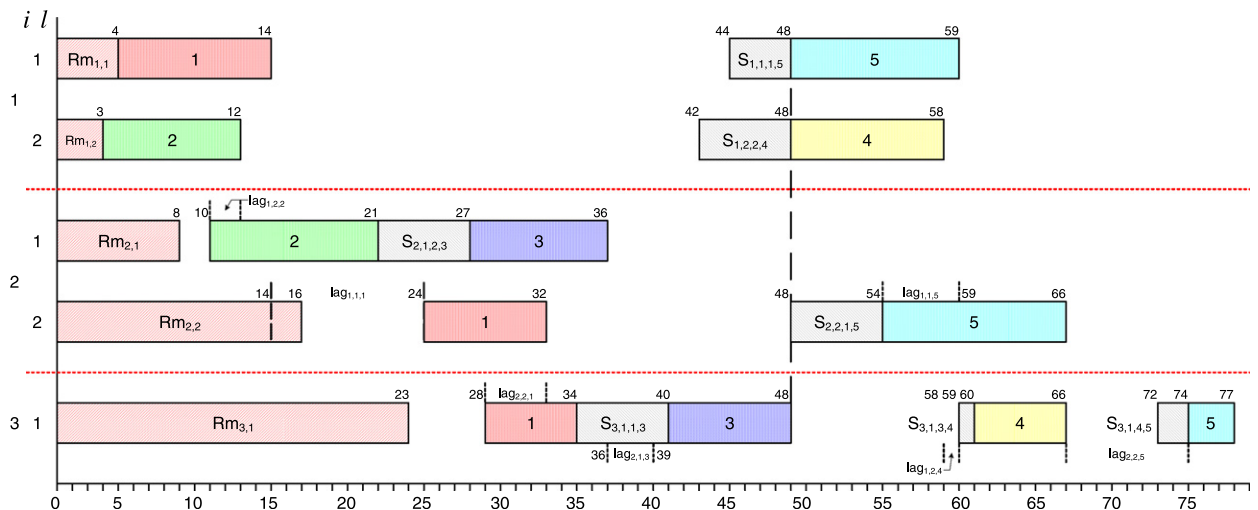 i l
4 14 44 48 59
1 Rm1,1 1 S1,1,1,5 5
1
3 12 42 48 58
2 Rm1,2 2 S1,2,2,4 4
8 10 lag1,2,2 21 27 36
1 Rm2,1 2 S2,1,2,3 3
2
14 16 lag1,1,1 24 32 48 54 lag1,1,5 59 66
2 Rm2,2 1 S2,2,1,5 5
23 28 lag2,2,1 34 40 48 58 59 60 66 72 74 77
3 1 Rm3,1 1 S3,1,1,3 3 S3,1,3,4 4 S3,1,4,5 5
36 lag2,1,3 39 lag1,2,4 lag2,2,5
0 5 10 15 20 25 30 35 40 45 50 55 60 65 70 75